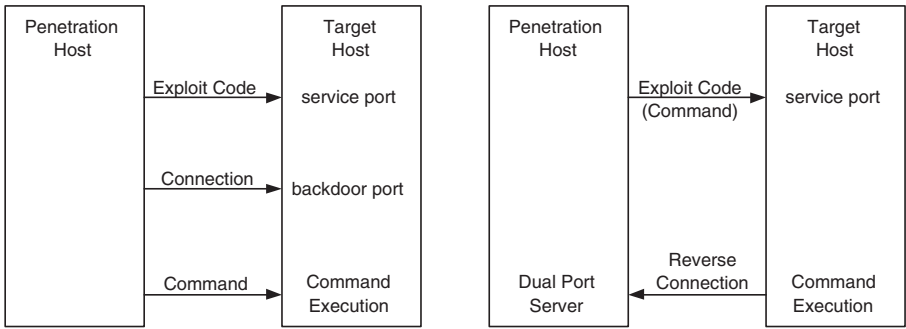 Penetration
Host
Target
Host
Exploit Code
service port
Connection
backdoor port
Command
Command
Execution
Penetration
Host
Target
Host
Exploit Code
(Command)
service port
Reverse
Connection
Dual Port
Server
Command
Execution